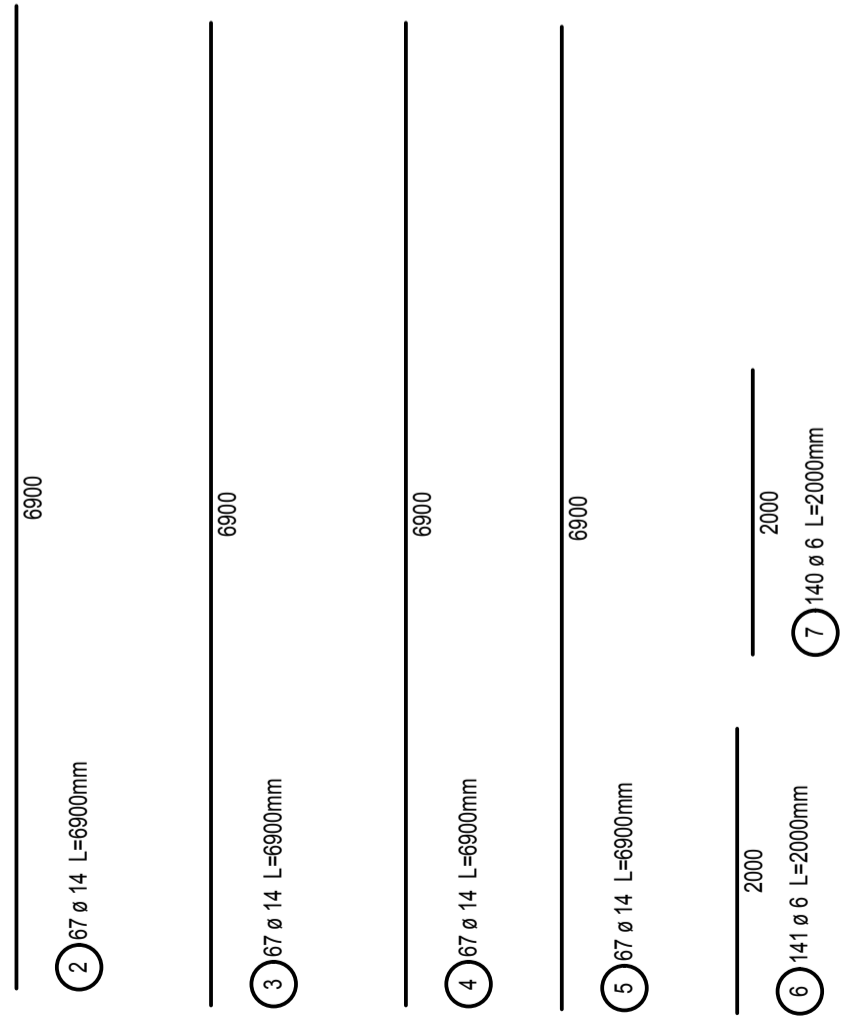 6900
2 67 ø 14 L=6900mm
6900
3 67 ø 14 L=6900mm
6900
4 67 ø 14 L=6900mm
6900
5 67 ø 14 L=6900mm
2000
6 141 ø 6 L=2000mm
2000
7 140 ø 6 L=2000mm